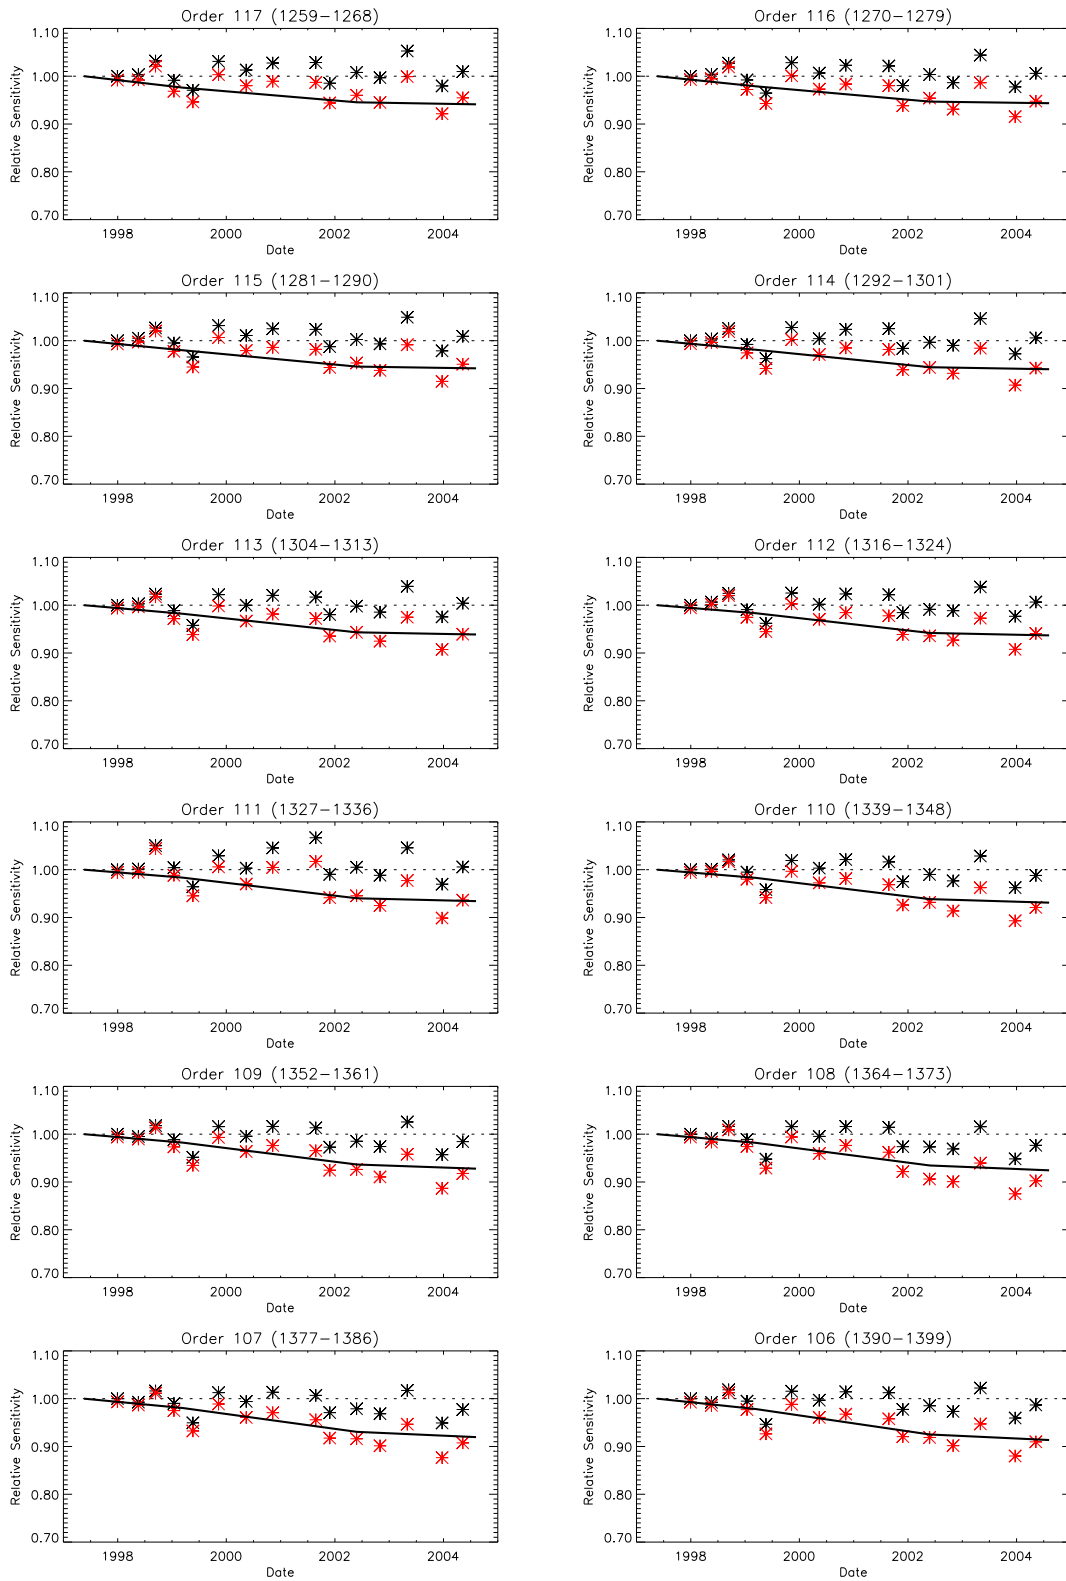 Order 117 (1259−1268)
Relative Sensitivity
1.10
1.00
0.90
0.80
0.70
1998 2000 2002 2004
Date
Order 116 (1270−1279)
Relative Sensitivity
1.10
1.00
0.90
0.80
0.70
1998 2000 2002 2004
Date
Order 115 (1281−1290)
Relative Sensitivity
1.10
1.00
0.90
0.80
0.70
1998 2000 2002 2004
Date
Order 114 (1292−1301)
Relative Sensitivity
1.10
1.00
0.90
0.80
0.70
1998 2000 2002 2004
Date
Order 113 (1304−1313)
Relative Sensitivity
1.10
1.00
0.90
0.80
0.70
1998 2000 2002 2004
Date
Order 112 (1316−1324)
Relative Sensitivity
1.10
1.00
0.90
0.80
0.70
1998 2000 2002 2004
Date
Order 111 (1327−1336)
Relative Sensitivity
1.10
1.00
0.90
0.80
0.70
1998 2000 2002 2004
Date
Order 110 (1339−1348)
Relative Sensitivity
1.10
1.00
0.90
0.80
0.70
1998 2000 2002 2004
Date
Order 109 (1352−1361)
Relative Sensitivity
1.10
1.00
0.90
0.80
0.70
1998 2000 2002 2004
Date
Order 108 (1364−1373)
Relative Sensitivity
1.10
1.00
0.90
0.80
0.70
1998 2000 2002 2004
Date
Order 107 (1377−1386)
Relative Sensitivity
1.10
1.00
0.90
0.80
0.70
1998 2000 2002 2004
Date
Order 106 (1390−1399)
Relative Sensitivity
1.10
1.00
0.90
0.80
0.70
1998 2000 2002 2004
Date